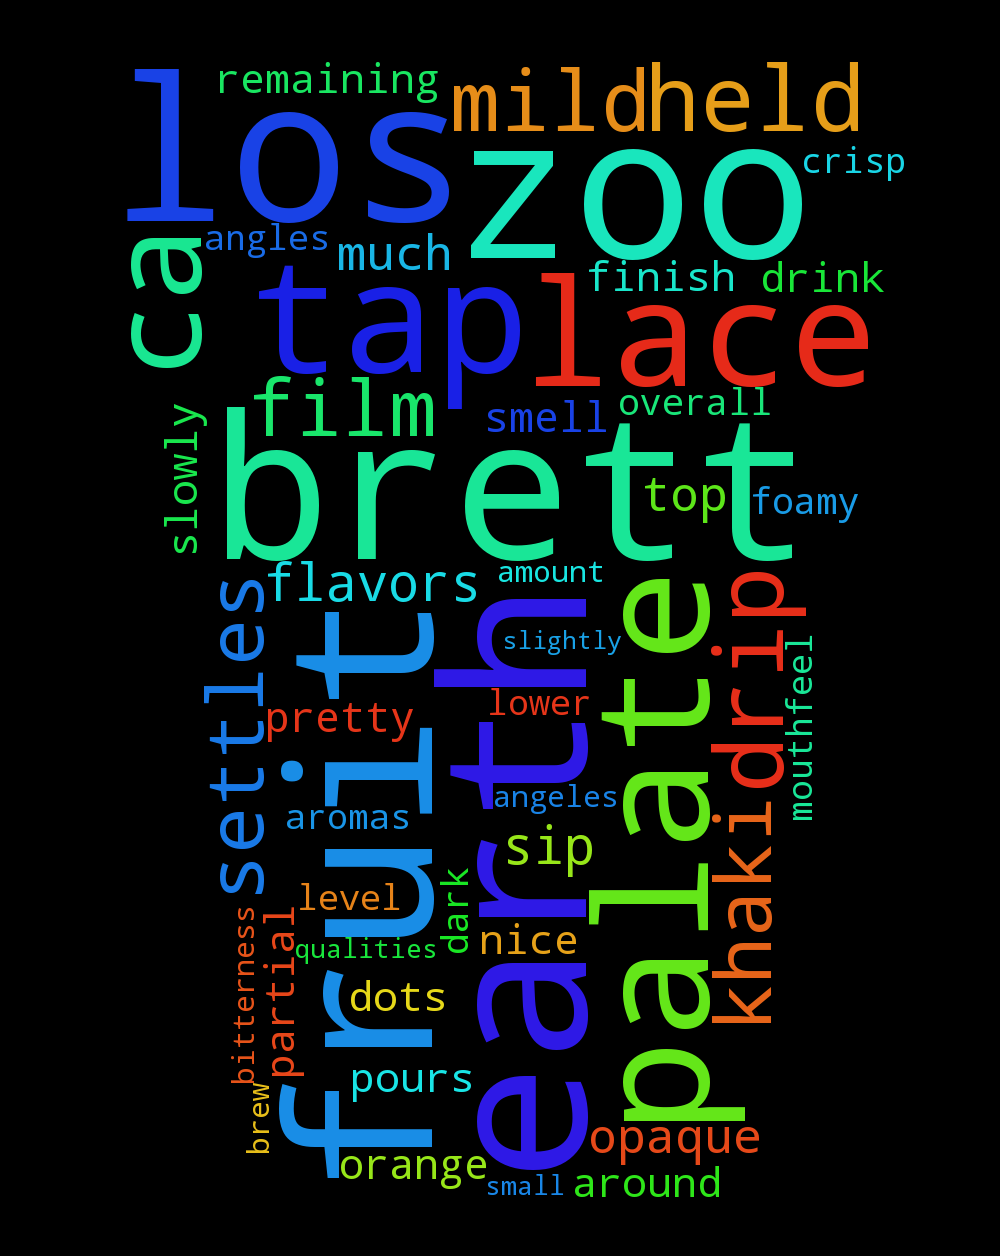 remaining
mild
held
los
zoo
crisp
ca
angles
much
finish
drink
tap
lace
film
smell
overall
slowly
brett
top
foamy
flavors
amount
settles
fruit
earth
slightly
palate
drip
mouthfeel
pretty
lower
angeles
aromas
sip
khaki
level
dark
nice
bitterness
partial
qualities
dots
pours
brew
opaque
orange
small
around